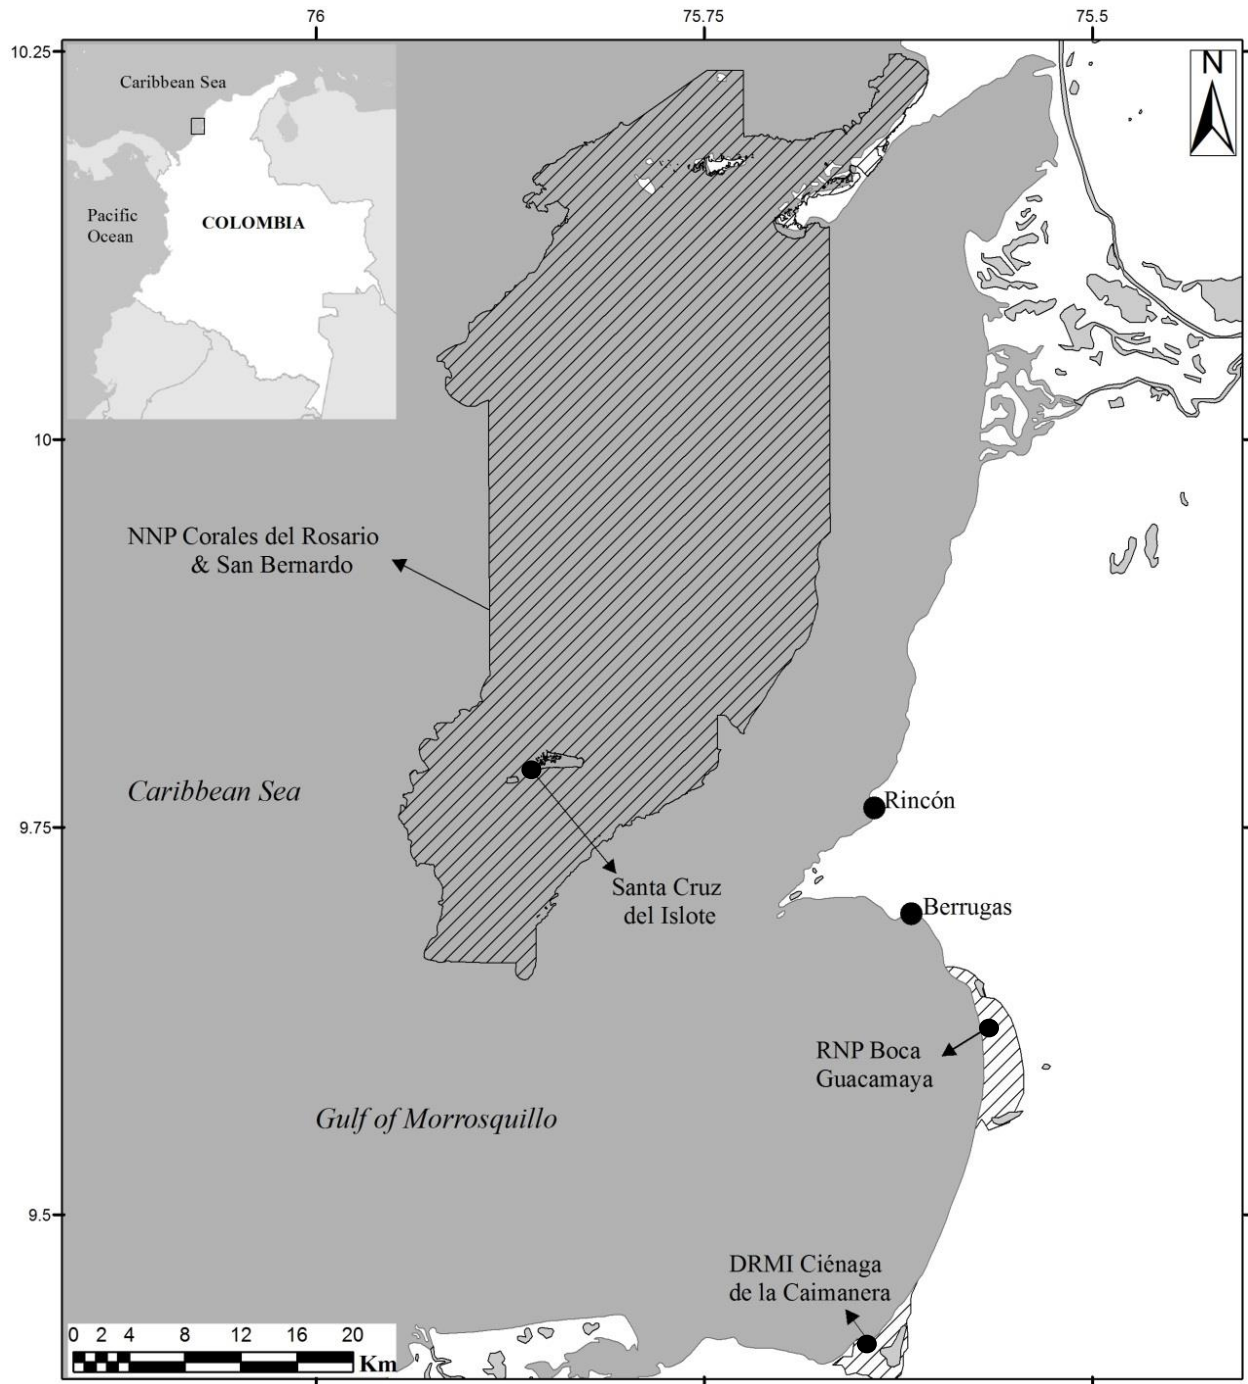 76
75.75
75.5
10.25
Caribbean Sea
N
Pacific
Ocean
COLOMBIA
10
NNP Corales del Rosario
& San Bernardo
Caribbean Sea
Rincón
9.75
Santa Cruz
del Islote
Berrugas
RNP Boca
Guacamaya
Gulf of Morrosquillo
9.5
DRMI Ciénaga
de la Caimanera
0 2 4 8 12 16 20
Km